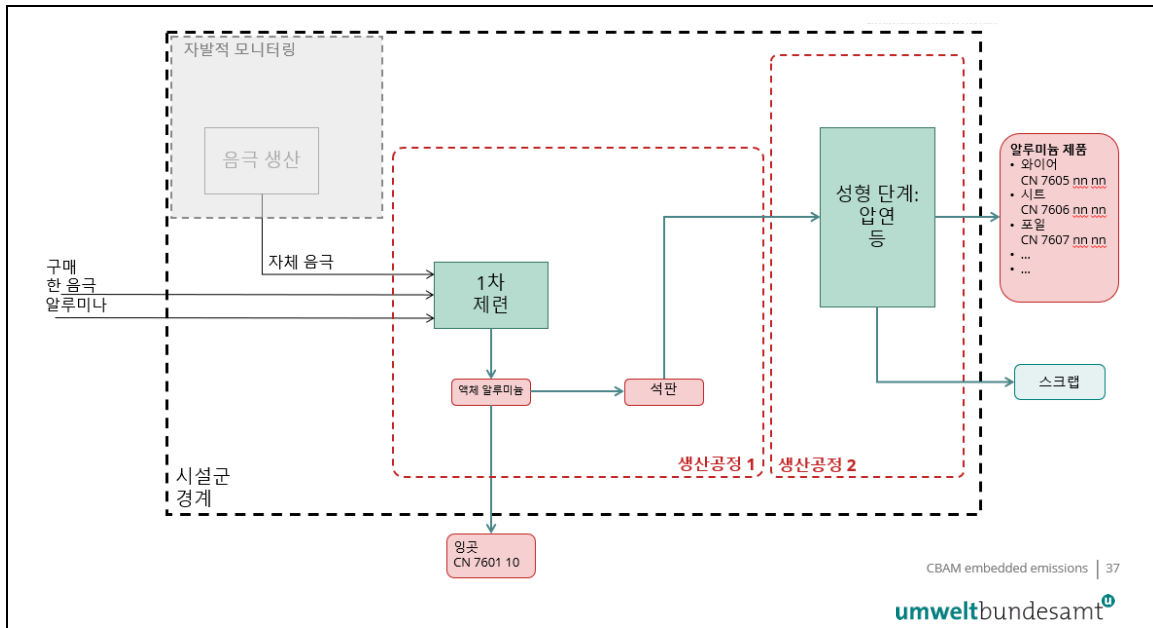 자발적 모니터링
음극 생산
자체 음극
구매
한 음극
알루미나
1차
제련
액체 알루미늄
석판
생산공정 1
성형 단계:
압연
등
생산공정 2
알루미늄 제품
• 와이어
CN 7605 nn nn
• 시트
CN 7606 nn nn
• 포일
CN 7607 nn nn
• ...
• ...
스크랩
시설군
경계
잉곳
CN 7601 10
CBAM embedded emissions | 37
umweltbundesamt u